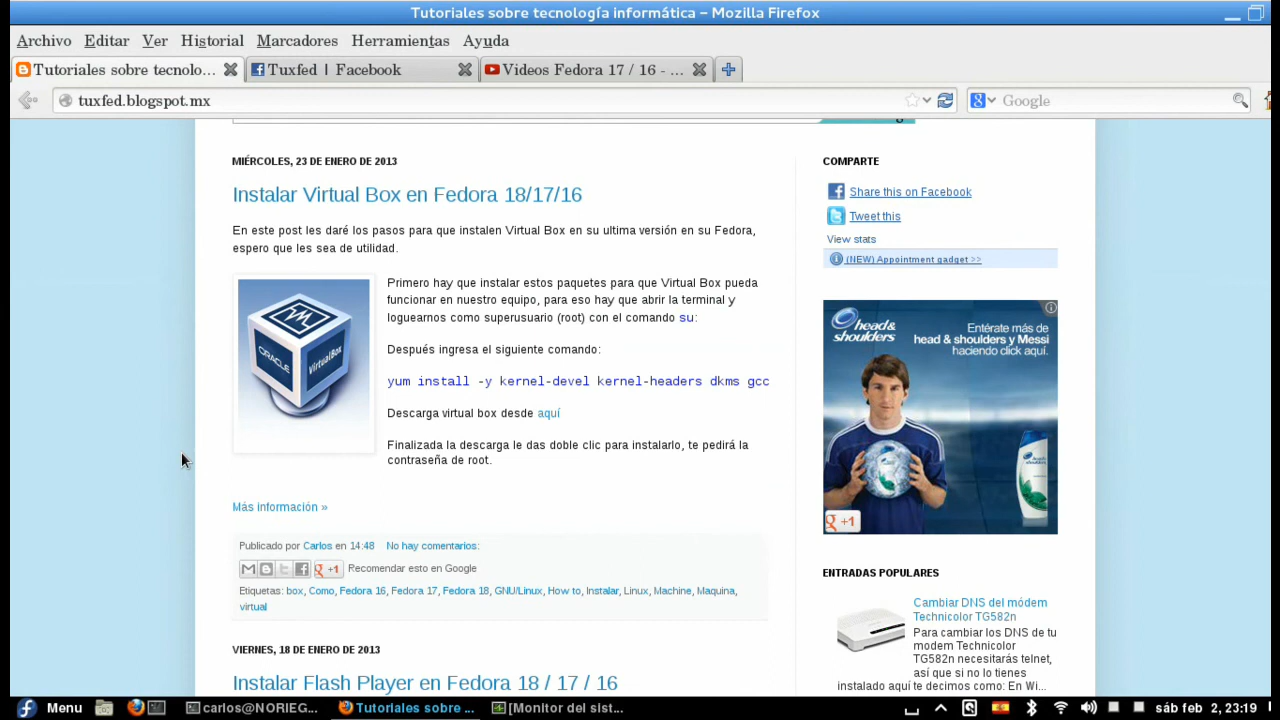 Tutoriales sobre tecnología informática – Mozilla Firefox
Archivo Editar Ver Historial Marcadores Herramientas Ayuda
Tutoriales sobre tecnolo...
Tuxfed | Facebook
Videos Fedora 17 / 16 - ...
tuxfed.blogspot.mx
Google
MIÉRCOLES, 23 DE ENERO DE 2013
Instalar Virtual Box en Fedora 18/17/16
En este post les daré los pasos para que instalen Virtual Box en su ultima versión en su Fedora,
espero que les sea de utilidad.
ORACLE
VirtualBox
Primero hay que instalar estos paquetes para que Virtual Box pueda
funcionar en nuestro equipo, para eso hay que abrir la terminal y
loguearnos como superusuario (root) con el comando su:
Después ingresa el siguiente comando:
yum install -y kernel-devel kernel-headers dkms gcc
Descarga virtual box desde aquí
Finalizada la descarga le das doble clic para instalarlo, te pedirá la
contraseña de root.
Más información »
Publicado por Carlos en 14:48 No hay comentarios:
+1 Recomendar esto en Google
Etiquetas: box, Como, Fedora 16, Fedora 17, Fedora 18, GNU/Linux, How to, Instalar, Linux, Machine, Maquina,
virtual
VIERNES, 18 DE ENERO DE 2013
Instalar Flash Player en Fedora 18 / 17 / 16
COMPARTE
Share this on Facebook
Tweet this
View stats
(NEW) Appointment gadget >>
head&
shoulders
Entérate más de
head & shoulders y Messi
haciendo click aquí.
g +1
ENTRADAS POPULARES
Cambiar DNS del módem
Technicolor TG582n
Para cambiar los DNS de tu
modem Technicolor
TG582n necesitarás telnet,
así que si no lo tienes
instalado aquí te decimos como: En Wi...
Menu
carlos@NORIEG...
Tutoriales sobre ...
[Monitor del sist...
sáb feb 2, 23:19